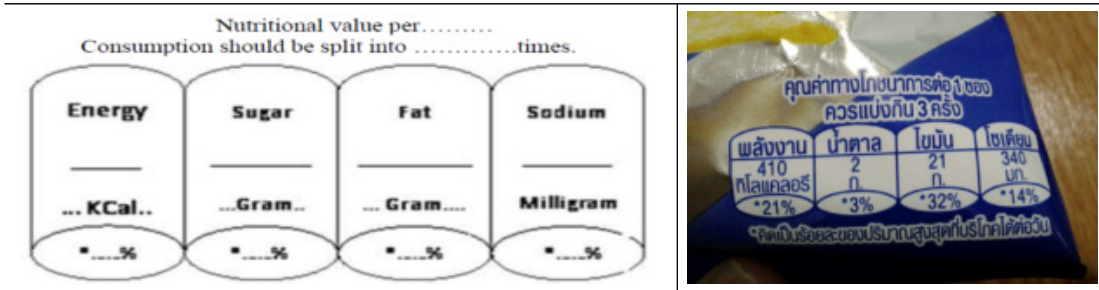 Nutritional value per.........
Consumption should be split into .............times.
Energy Sugar Fat Sodium
... KCal.. ...Gram.. ... Gram.... Milligram
*.....% *.....% *.....% *.....%
คุณค่าทางโภชนาการต่อ 1 ซอง
ควรแบ่งกิน 3 ครั้ง
พลังงาน น้ำตาล ไขมัน โซเดียม
410 2 21 340
กิโลแคลอรี ก. ก. มก.
*21% *3% *32% *14%
*คิดเป็นร้อยละของปริมาณสูงสุดที่บริโภคได้ต่อวัน